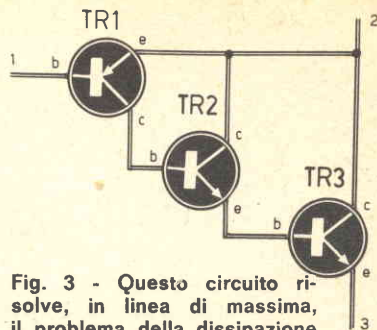 TR1
e
2
1
b
c
TR2
c
b
e
TR3
c
b
e
3
Fig. 3 - Questo circuito ri-
solve, in linea di massima,
il problema della dissipazione